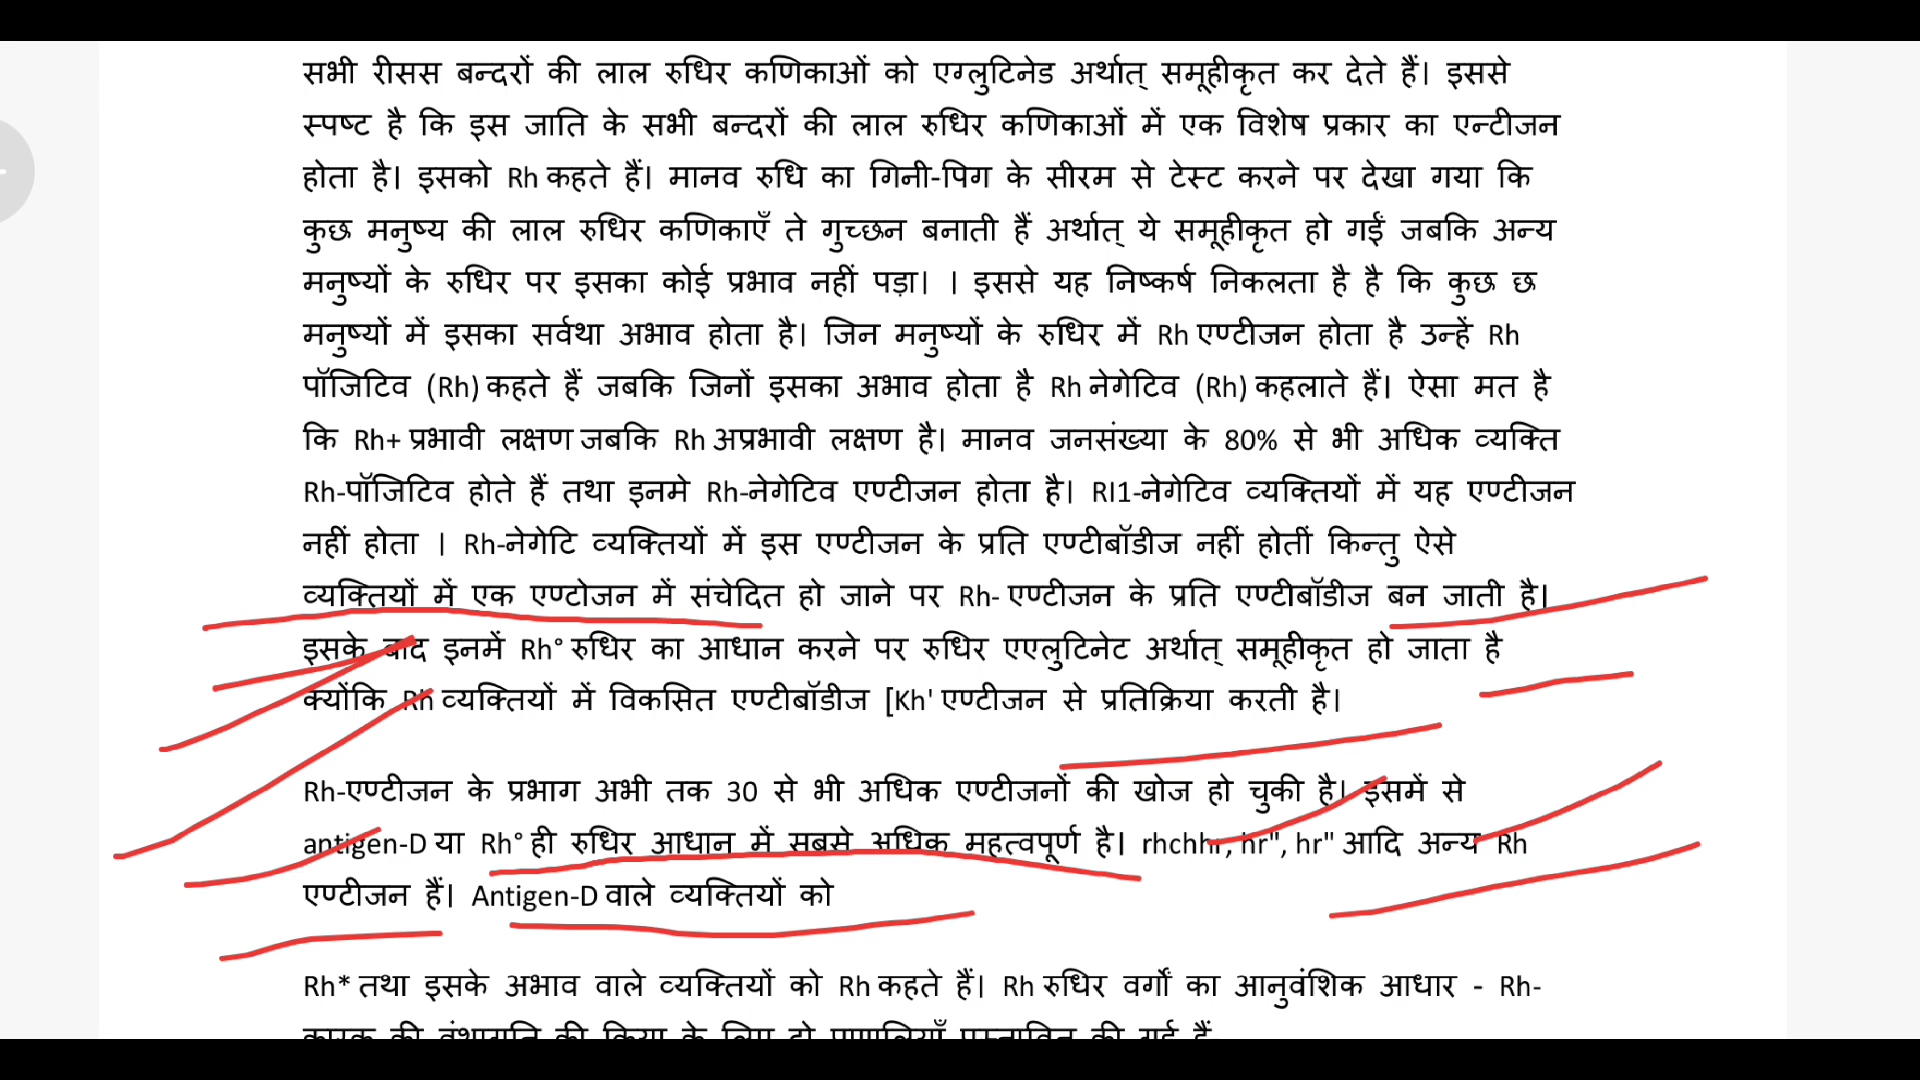 सभी रीसस बन्दरों की लाल रुधिर कणिकाओं को एग्लुटिनेड अर्थात् समूहीकृत कर देते हैं। इससे
स्पष्ट है कि इस जाति के सभी बन्दरों की लाल रुधिर कणिकाओं में एक विशेष प्रकार का एन्टीजन
होता है। इसको Rh कहते हैं। मानव रुधि का गिनी-पिग के सीरम से टेस्ट करने पर देखा गया कि
कुछ मनुष्य की लाल रुधिर कणिकाएँ ते गुच्छन बनाती हैं अर्थात् ये समूहीकृत हो गईं जबकि अन्य
मनुष्यों के रुधिर पर इसका कोई प्रभाव नहीं पड़ा। । इससे यह निष्कर्ष निकलता है है कि कुछ छ
मनुष्यों में इसका सर्वथा अभाव होता है। जिन मनुष्यों के रुधिर में Rh एण्टीजन होता है उन्हें Rh
पॉजिटिव (Rh) कहते हैं जबकि जिनों इसका अभाव होता है Rh नेगेटिव (Rh) कहलाते हैं। ऐसा मत है
कि Rh+ प्रभावी लक्षण जबकि Rh अप्रभावी लक्षण है। मानव जनसंख्या के 80% से भी अधिक व्यक्ति
Rh-पॉजिटिव होते हैं तथा इनमे Rh-नेगेटिव एण्टीजन होता है। RI1-नेगेटिव व्यक्तियों में यह एण्टीजन
नहीं होता । Rh-नेगेटि व्यक्तियों में इस एण्टीजन के प्रति एण्टीबॉडीज नहीं होतीं किन्तु ऐसे
व्यक्तियों में एक एण्टोजन में संचेदित हो जाने पर Rh- एण्टीजन के प्रति एण्टीबॉडीज बन जाती है।
इसके बाद इनमें Rh° रुधिर का आधान करने पर रुधिर एएलुटिनेट अर्थात् समूहीकृत हो जाता है
क्योंकि Rh व्यक्तियों में विकसित एण्टीबॉडीज [Kh' एण्टीजन से प्रतिक्रिया करती है।
Rh-एण्टीजन के प्रभाग अभी तक 30 से भी अधिक एण्टीजनों की खोज हो चुकी है। इसमें से
antigen-D या Rh° ही रुधिर आधान में सबसे अधिक महत्वपूर्ण है। rhchhr, hr", hr" आदि अन्य Rh
एण्टीजन हैं। Antigen-D वाले व्यक्तियों को
Rh* तथा इसके अभाव वाले व्यक्तियों को Rh कहते हैं। Rh रुधिर वर्गों का आनुवंशिक आधार - Rh-
कारक की वंशागति की क्रिया के लिए दो प्रणालियाँ प्रस्तावित की गई हैं